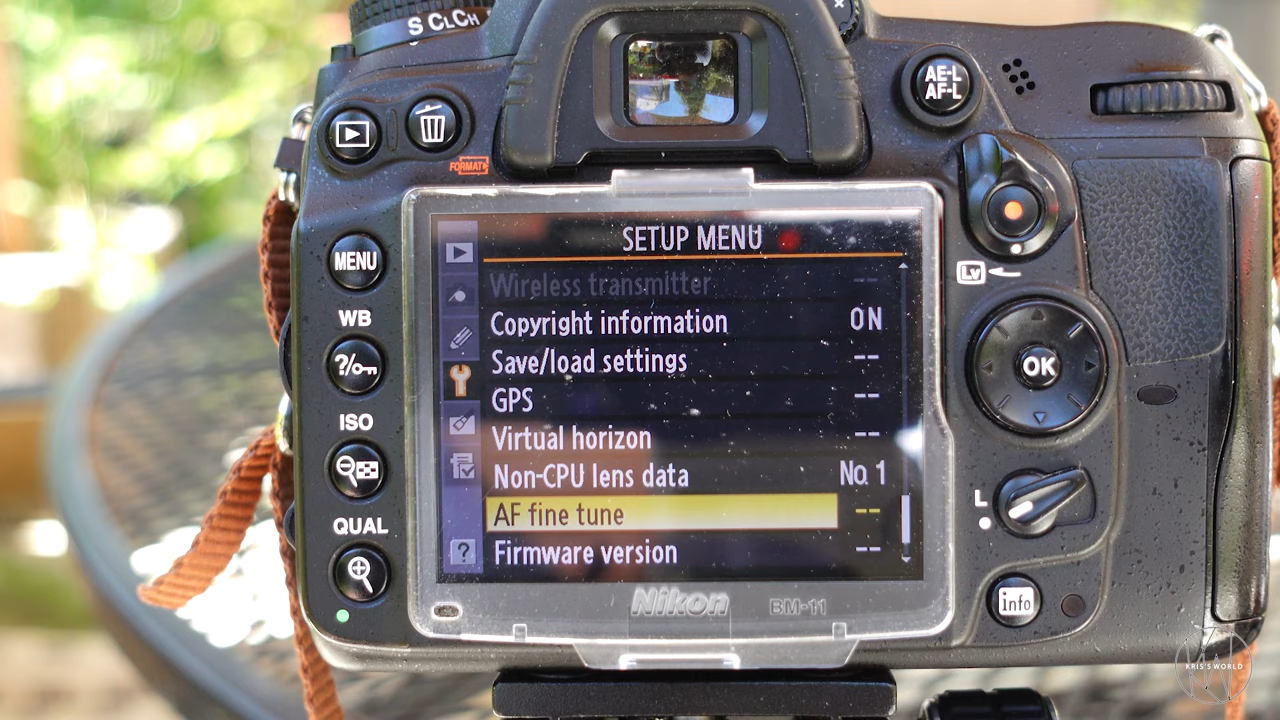 S CL CH
AE-L
AF-L
FORMAT
SETUP MENU
MENU
Wireless transmitter --
Lv
WB
Copyright information ON
Save/load settings --
?/
OK
GPS --
ISO
Virtual horizon --
Non-CPU lens data No. 1
L
AF fine tune --
QUAL
Firmware version --
?
info
Nikon BM-11
KRIS'S WORLD